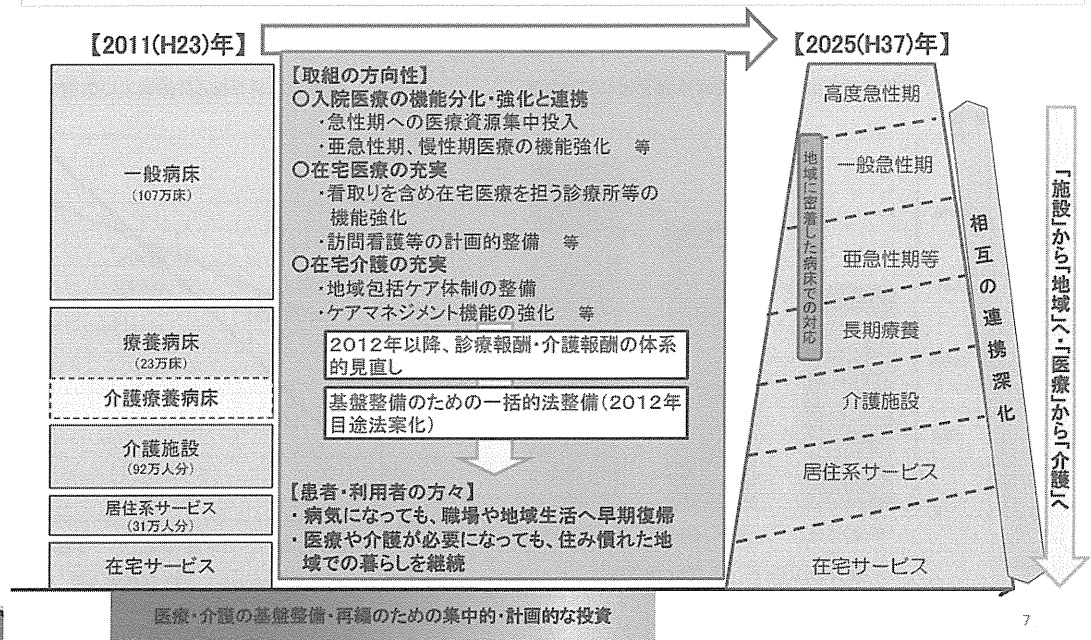 【2011(H23)年】
一般病床
(107万床)
療養病床
(23万床)
介護療養病床
介護施設
(92万人分)
居住系サービス
(31万人分)
在宅サービス
【取組の方向性】
○入院医療の機能分化・強化と連携
・急性期への医療資源集中投入
・亜急性期、慢性期医療の機能強化 等
○在宅医療の充実
・看取りを含め在宅医療を担う診療所等の
機能強化
・訪問看護等の計画的整備 等
○在宅介護の充実
・地域包括ケア体制の整備
・ケアマネジメント機能の強化 等
2012年以降、診療報酬・介護報酬の体系
的見直し
基盤整備のための一括的法整備(2012年
目途法案化)
【患者・利用者の方々】
・病気になっても、職場や地域生活へ早期復帰
・医療や介護が必要になっても、住み慣れた地
域での暮らしを継続
【2025(H37)年】
高度急性期
一般急性期
亜急性期等
長期療養
介護施設
居住系サービス
在宅サービス
地域に密着した病床での対応
相互の連携深化
「施設」から「地域」へ・「医療」から「介護」へ
医療・介護の基盤整備・再編のための集中的・計画的な投資
7